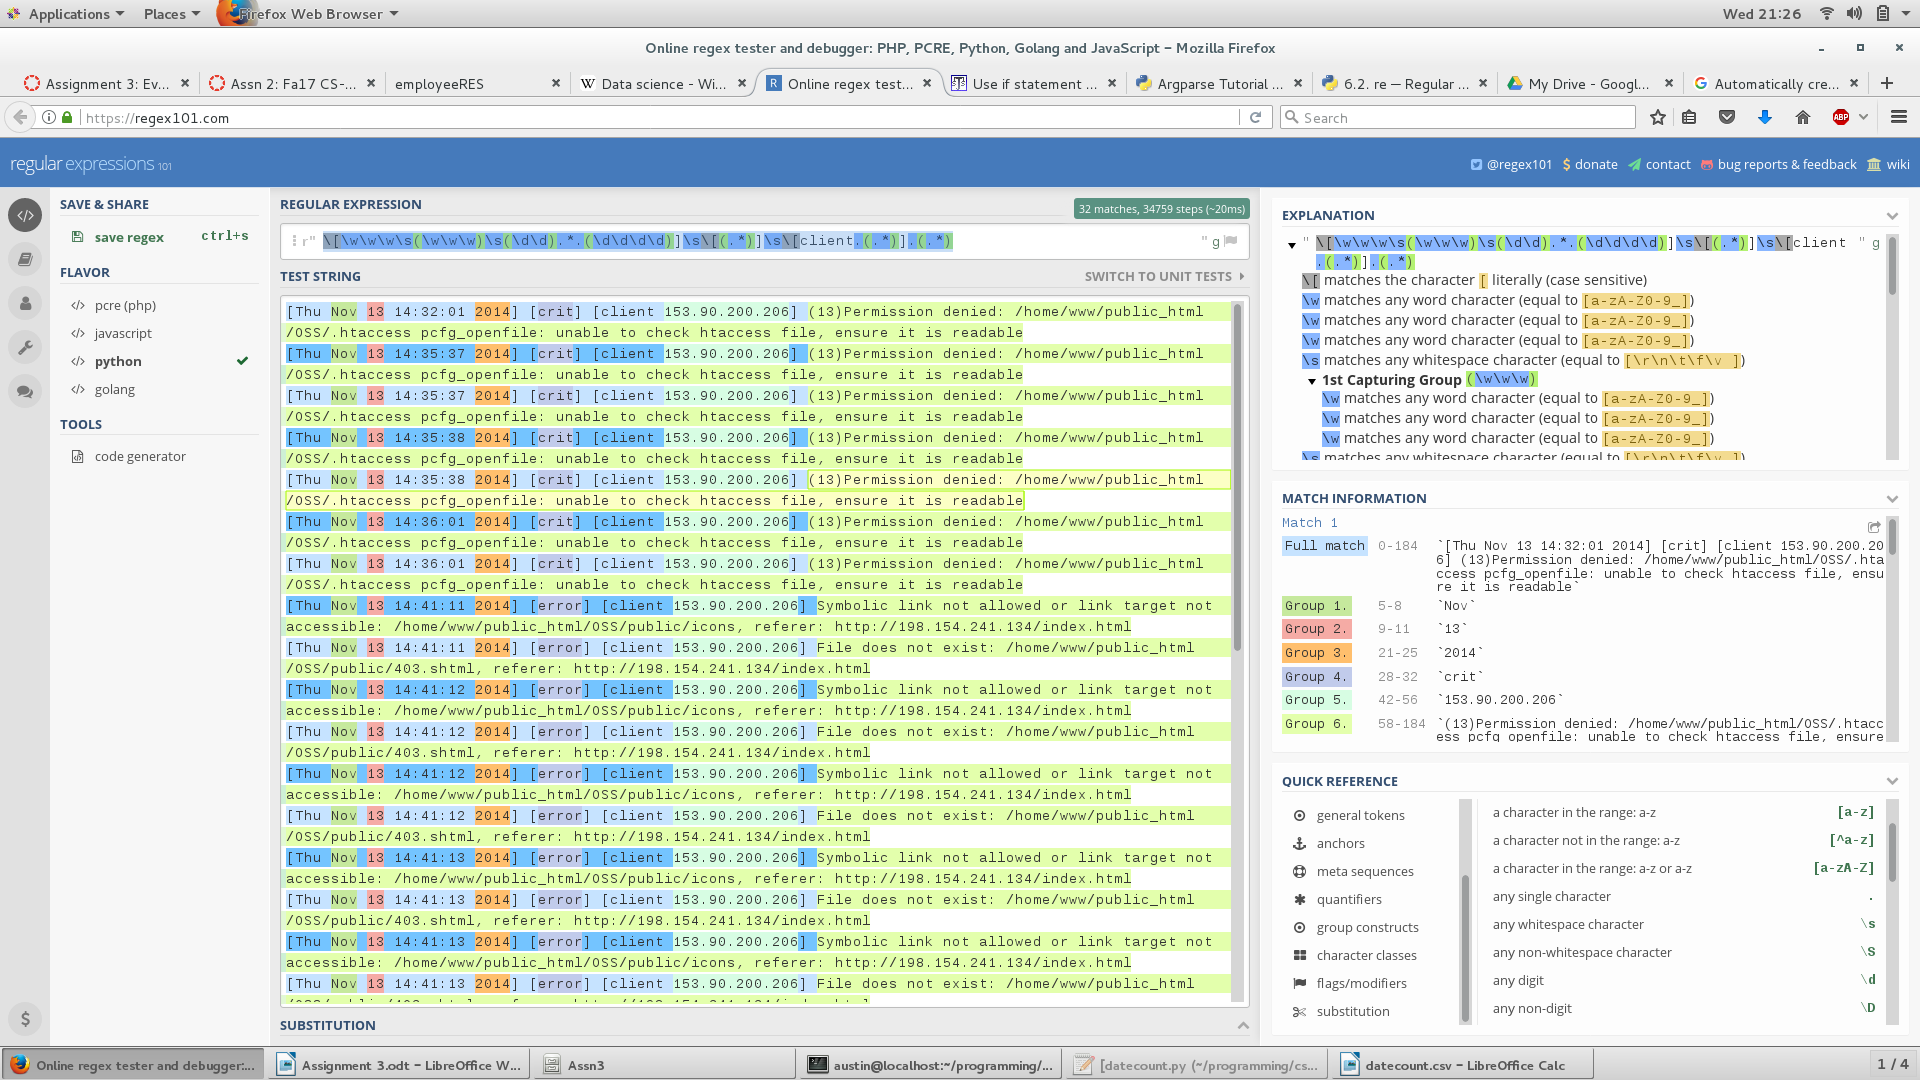 Applications Places Firefox Web Browser Wed 21:26
Online regex tester and debugger: PHP, PCRE, Python, Golang and JavaScript – Mozilla Firefox
Assignment 3: Ev... Assn 2: Fa17 CS-... employeeRES Data science - Wi... Online regex test... Use if statement ... Argparse Tutorial ... 6.2. re — Regular ... My Drive - Googl... Automatically cre...
https://regex101.com Search
regular expressions 101 @regex101 donate contact bug reports & feedback wiki
SAVE & SHARE
save regex ctrl+s
FLAVOR
pcre (php)
javascript
python
golang
TOOLS
code generator
REGULAR EXPRESSION 32 matches, 34759 steps (~20ms)
r" \[\w\w\w\s(\w\w\w)\s(\d\d).*.(\d\d\d\d)]\s\[(.*)]\s\[client.(.*)].(.*) " g
TEST STRING SWITCH TO UNIT TESTS
[Thu Nov 13 14:32:01 2014] [crit] [client 153.90.200.206] (13)Permission denied: /home/www/public_html
/OSS/.htaccess pcfg_openfile: unable to check htaccess file, ensure it is readable
[Thu Nov 13 14:35:37 2014] [crit] [client 153.90.200.206] (13)Permission denied: /home/www/public_html
/OSS/.htaccess pcfg_openfile: unable to check htaccess file, ensure it is readable
[Thu Nov 13 14:35:37 2014] [crit] [client 153.90.200.206] (13)Permission denied: /home/www/public_html
/OSS/.htaccess pcfg_openfile: unable to check htaccess file, ensure it is readable
[Thu Nov 13 14:35:38 2014] [crit] [client 153.90.200.206] (13)Permission denied: /home/www/public_html
/OSS/.htaccess pcfg_openfile: unable to check htaccess file, ensure it is readable
[Thu Nov 13 14:35:38 2014] [crit] [client 153.90.200.206] (13)Permission denied: /home/www/public_html
/OSS/.htaccess pcfg_openfile: unable to check htaccess file, ensure it is readable
[Thu Nov 13 14:36:01 2014] [crit] [client 153.90.200.206] (13)Permission denied: /home/www/public_html
/OSS/.htaccess pcfg_openfile: unable to check htaccess file, ensure it is readable
[Thu Nov 13 14:36:01 2014] [crit] [client 153.90.200.206] (13)Permission denied: /home/www/public_html
/OSS/.htaccess pcfg_openfile: unable to check htaccess file, ensure it is readable
[Thu Nov 13 14:41:11 2014] [error] [client 153.90.200.206] Symbolic link not allowed or link target not
accessible: /home/www/public_html/OSS/public/icons, referer: http://198.154.241.134/index.html
[Thu Nov 13 14:41:11 2014] [error] [client 153.90.200.206] File does not exist: /home/www/public_html
/OSS/public/403.shtml, referer: http://198.154.241.134/index.html
[Thu Nov 13 14:41:12 2014] [error] [client 153.90.200.206] Symbolic link not allowed or link target not
accessible: /home/www/public_html/OSS/public/icons, referer: http://198.154.241.134/index.html
[Thu Nov 13 14:41:12 2014] [error] [client 153.90.200.206] File does not exist: /home/www/public_html
/OSS/public/403.shtml, referer: http://198.154.241.134/index.html
[Thu Nov 13 14:41:12 2014] [error] [client 153.90.200.206] Symbolic link not allowed or link target not
accessible: /home/www/public_html/OSS/public/icons, referer: http://198.154.241.134/index.html
[Thu Nov 13 14:41:12 2014] [error] [client 153.90.200.206] File does not exist: /home/www/public_html
/OSS/public/403.shtml, referer: http://198.154.241.134/index.html
[Thu Nov 13 14:41:13 2014] [error] [client 153.90.200.206] Symbolic link not allowed or link target not
accessible: /home/www/public_html/OSS/public/icons, referer: http://198.154.241.134/index.html
[Thu Nov 13 14:41:13 2014] [error] [client 153.90.200.206] File does not exist: /home/www/public_html
/OSS/public/403.shtml, referer: http://198.154.241.134/index.html
[Thu Nov 13 14:41:13 2014] [error] [client 153.90.200.206] Symbolic link not allowed or link target not
accessible: /home/www/public_html/OSS/public/icons, referer: http://198.154.241.134/index.html
[Thu Nov 13 14:41:13 2014] [error] [client 153.90.200.206] File does not exist: /home/www/public_html
SUBSTITUTION
EXPLANATION
" \[\w\w\w\s(\w\w\w)\s(\d\d).*.(\d\d\d\d)]\s\[(.*)]\s\[client " g
.(.*)].(.*)
\[ matches the character [ literally (case sensitive)
\w matches any word character (equal to [a-zA-Z0-9_])
\w matches any word character (equal to [a-zA-Z0-9_])
\w matches any word character (equal to [a-zA-Z0-9_])
\s matches any whitespace character (equal to [\r\n\t\f\v ])
1st Capturing Group (\w\w\w)
\w matches any word character (equal to [a-zA-Z0-9_])
\w matches any word character (equal to [a-zA-Z0-9_])
\w matches any word character (equal to [a-zA-Z0-9_])
\s matches any whitespace character (equal to [\r\n\t\f\v ])
MATCH INFORMATION
Match 1
Full match 0-184 `[Thu Nov 13 14:32:01 2014] [crit] [client 153.90.200.20
6] (13)Permission denied: /home/www/public_html/OSS/.hta
ccess pcfg_openfile: unable to check htaccess file, ensu
re it is readable`
Group 1. 5-8 `Nov`
Group 2. 9-11 `13`
Group 3. 21-25 `2014`
Group 4. 28-32 `crit`
Group 5. 42-56 `153.90.200.206`
Group 6. 58-184 `(13)Permission denied: /home/www/public_html/OSS/.htacc
ess pcfg_openfile: unable to check htaccess file, ensure
QUICK REFERENCE
general tokens
anchors
meta sequences
quantifiers
group constructs
character classes
flags/modifiers
substitution
a character in the range: a-z [a-z]
a character not in the range: a-z [^a-z]
a character in the range: a-z or a-z [a-zA-Z]
any single character .
any whitespace character \s
any non-whitespace character \S
any digit \d
any non-digit \D
$
Online regex tester and debugger:... Assignment 3.odt – LibreOffice W... Assn3 austin@localhost:~/programming/... [datecount.py (~/programming/cs... datecount.csv – LibreOffice Calc 1 / 4